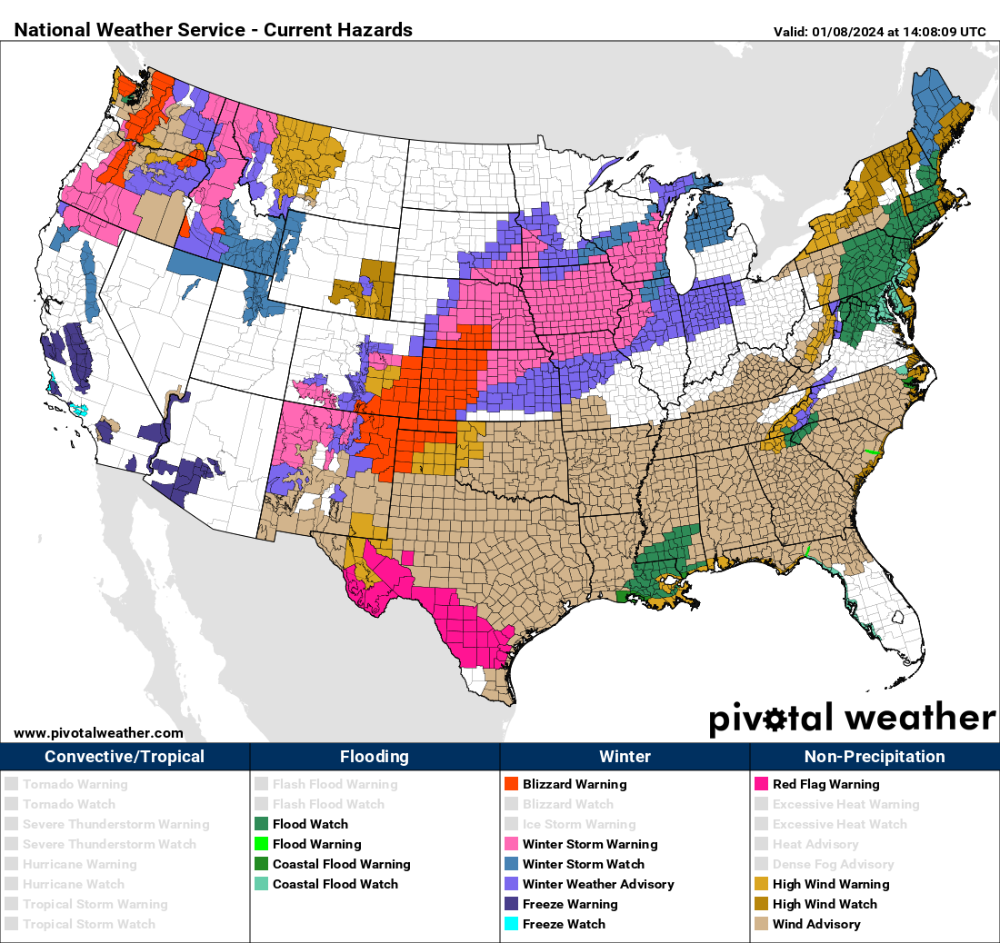 National Weather Service - Current Hazards
Valid: 01/08/2024 at 14:08:09 UTC
www.pivotalweather.com
pivotal weather
Convective/Tropical
Tornado Warning
Tornado Watch
Severe Thunderstorm Warning
Severe Thunderstorm Watch
Hurricane Warning
Hurricane Watch
Tropical Storm Warning
Tropical Storm Watch
Flooding
Flash Flood Warning
Flash Flood Watch
Flood Watch
Flood Warning
Coastal Flood Warning
Coastal Flood Watch
Winter
Blizzard Warning
Blizzard Watch
Ice Storm Warning
Winter Storm Warning
Winter Storm Watch
Winter Weather Advisory
Freeze Warning
Freeze Watch
Non-Precipitation
Red Flag Warning
Excessive Heat Warning
Excessive Heat Watch
Heat Advisory
Dense Fog Advisory
High Wind Warning
High Wind Watch
Wind Advisory